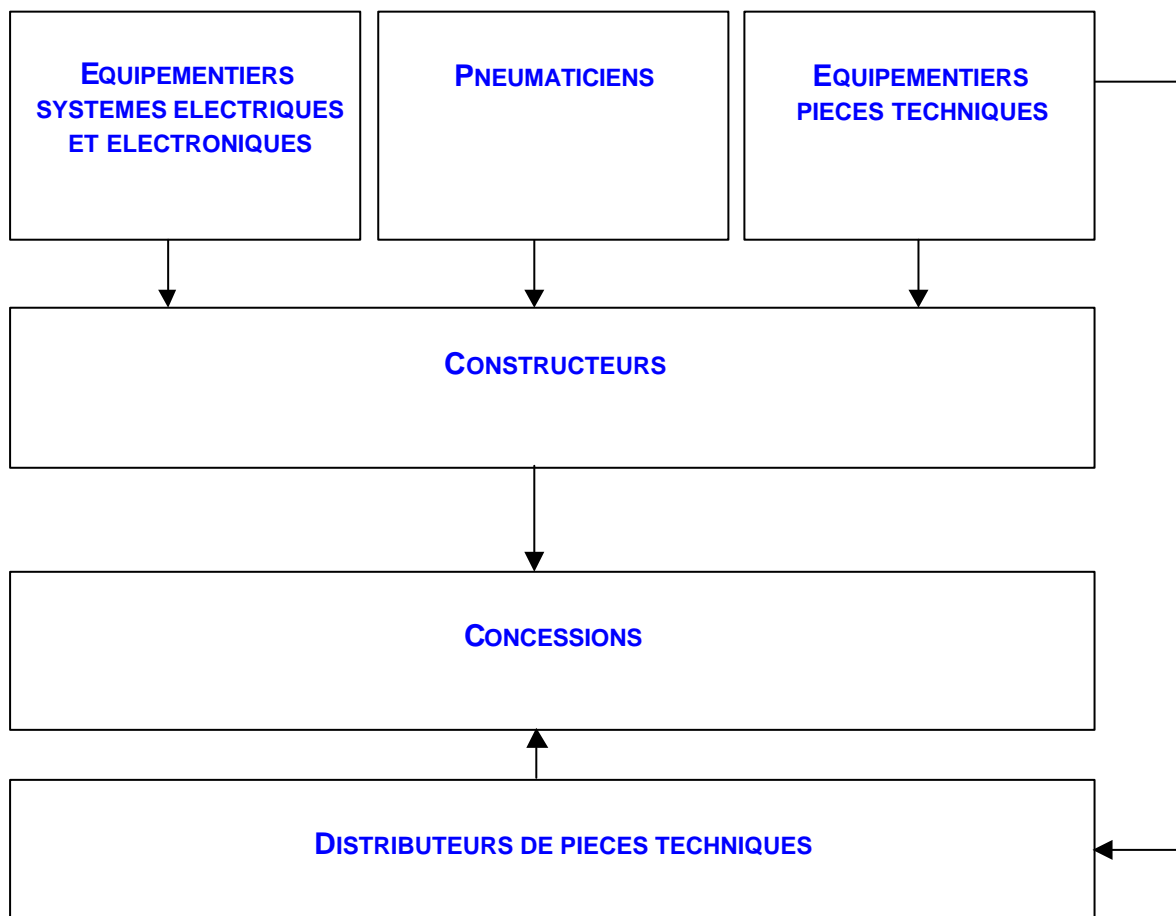 EQUIPEMENTIERS
SYSTEMES ELECTRIQUES
ET ELECTRONIQUES
PNEUMATICIENS
EQUIPEMENTIERS
PIECES TECHNIQUES
CONSTRUCTEURS
CONCESSIONS
DISTRIBUTEURS DE PIECES TECHNIQUES